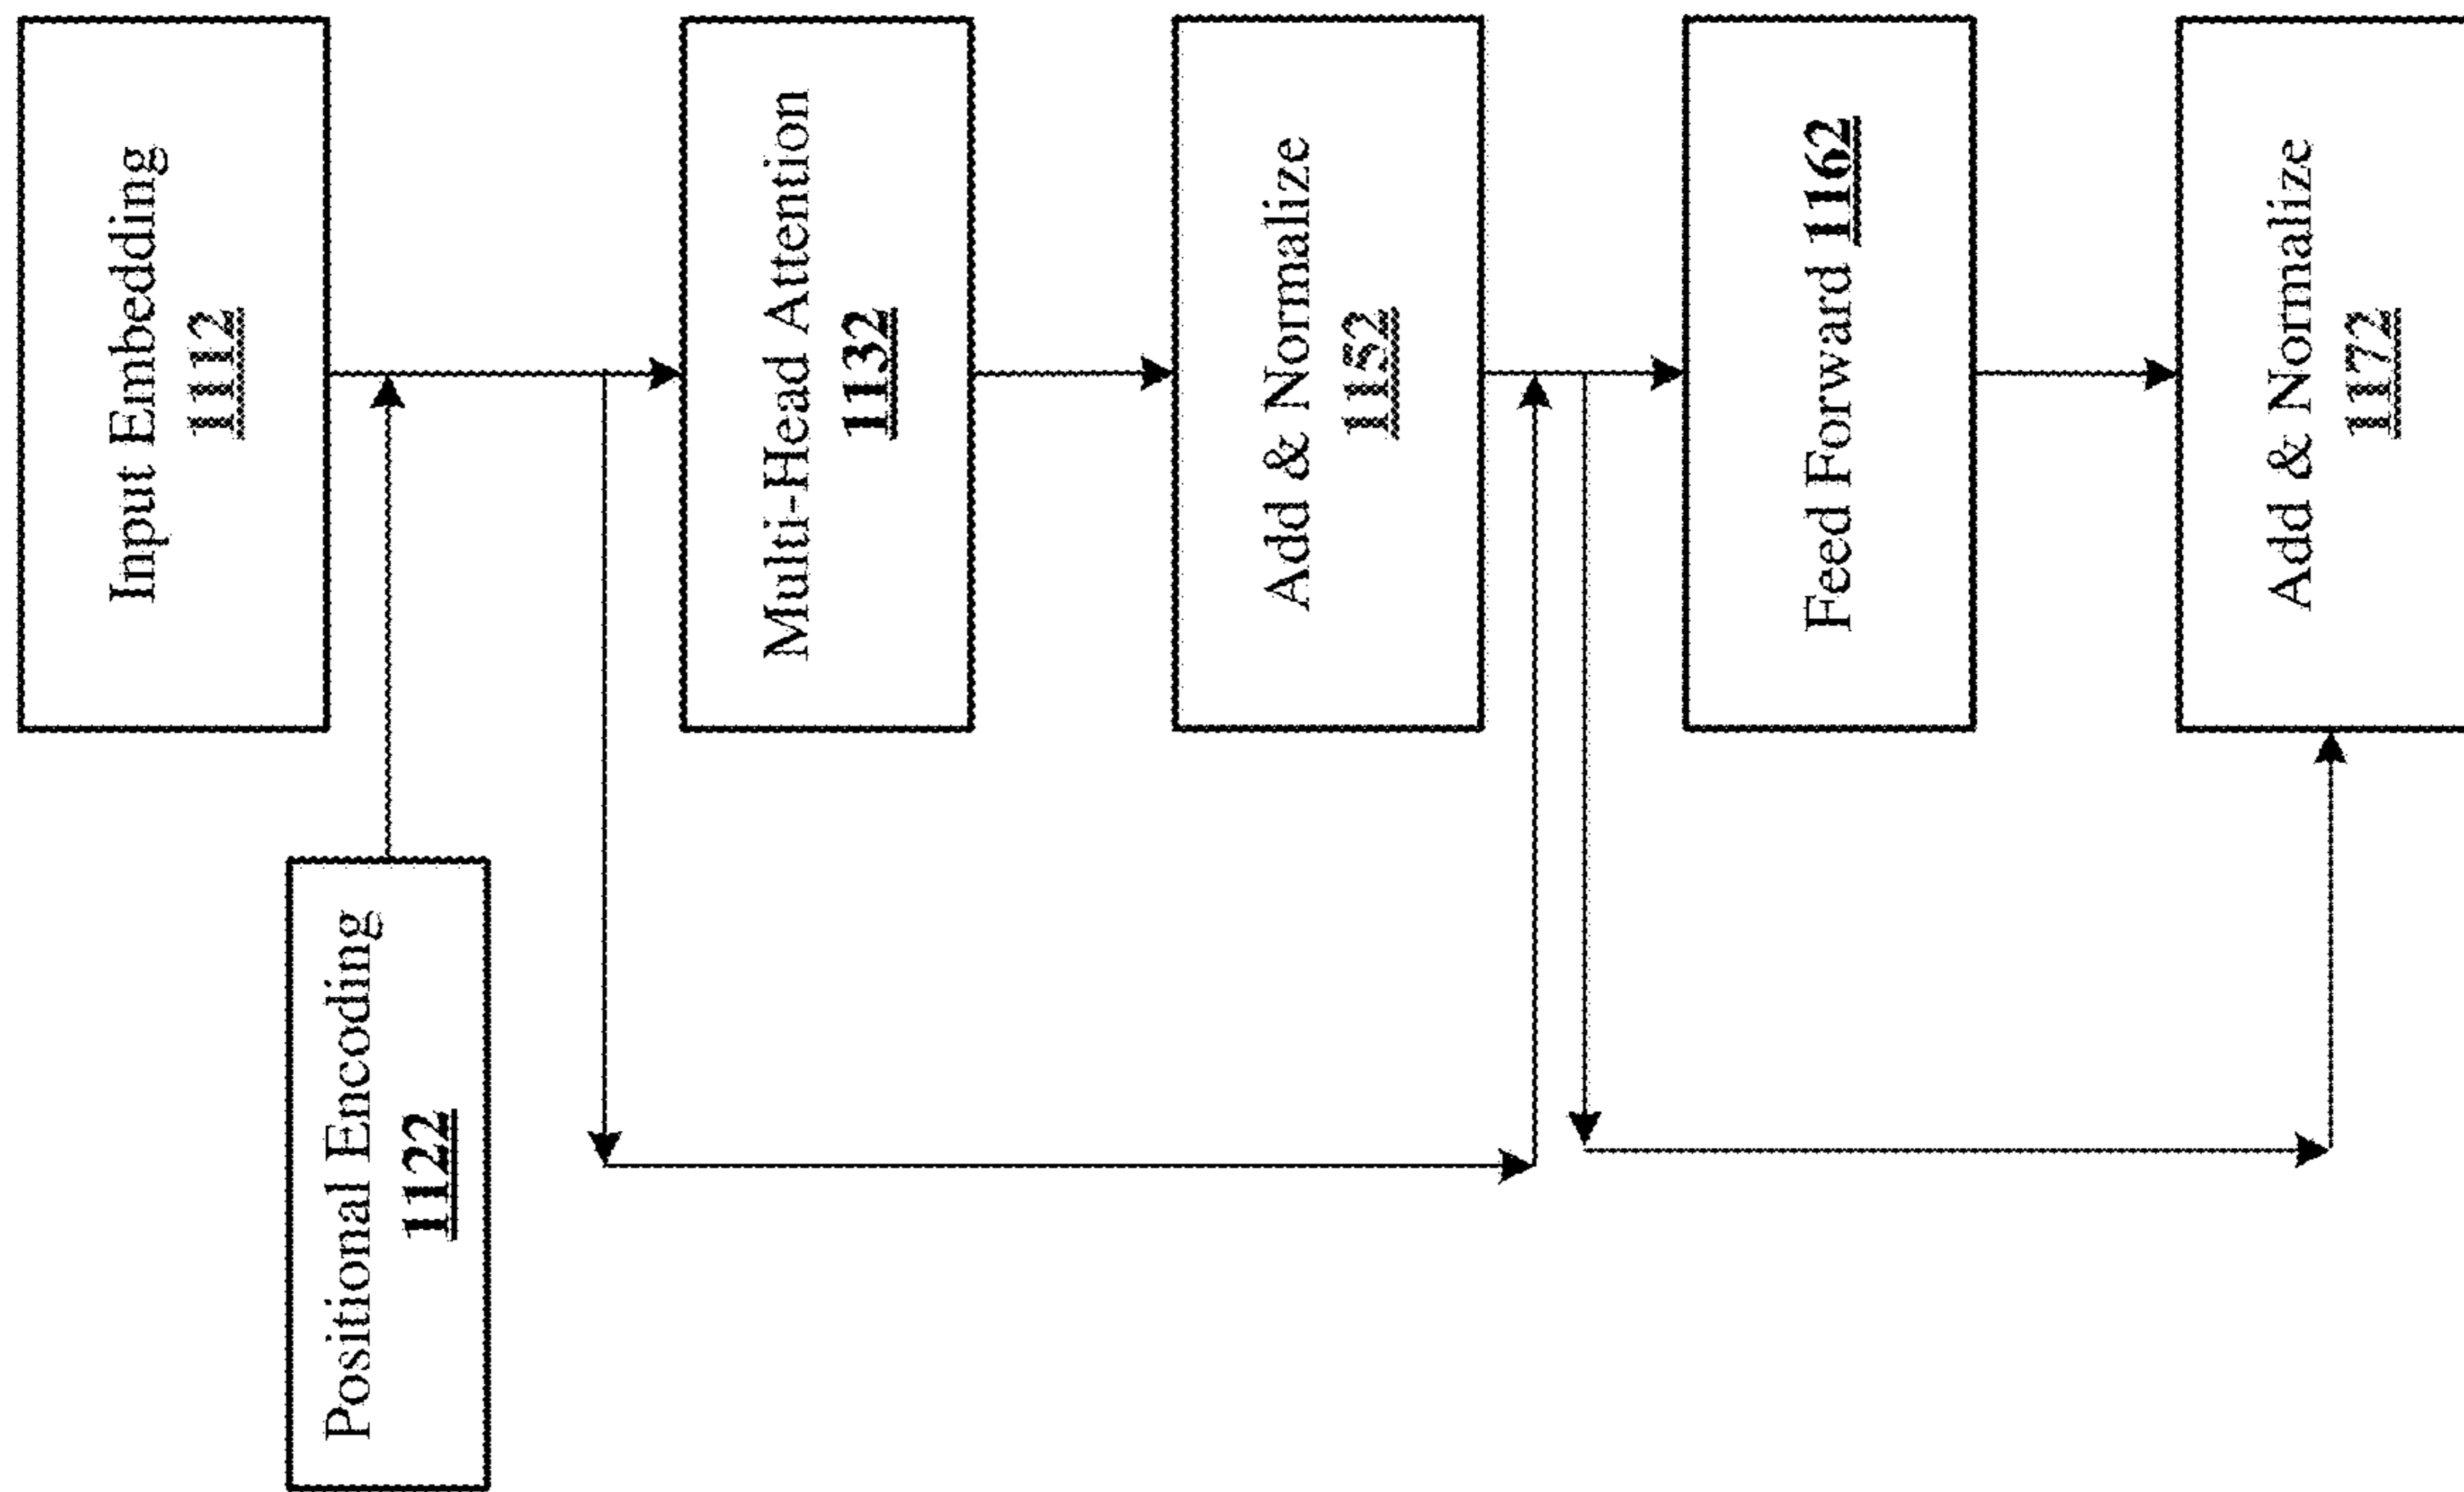 Input Embedding
1112
Positional Encoding
1122
Multi-Head Attention
1132
Add & Normalize
1152
Feed Forward 1162
Add & Normalize
1172